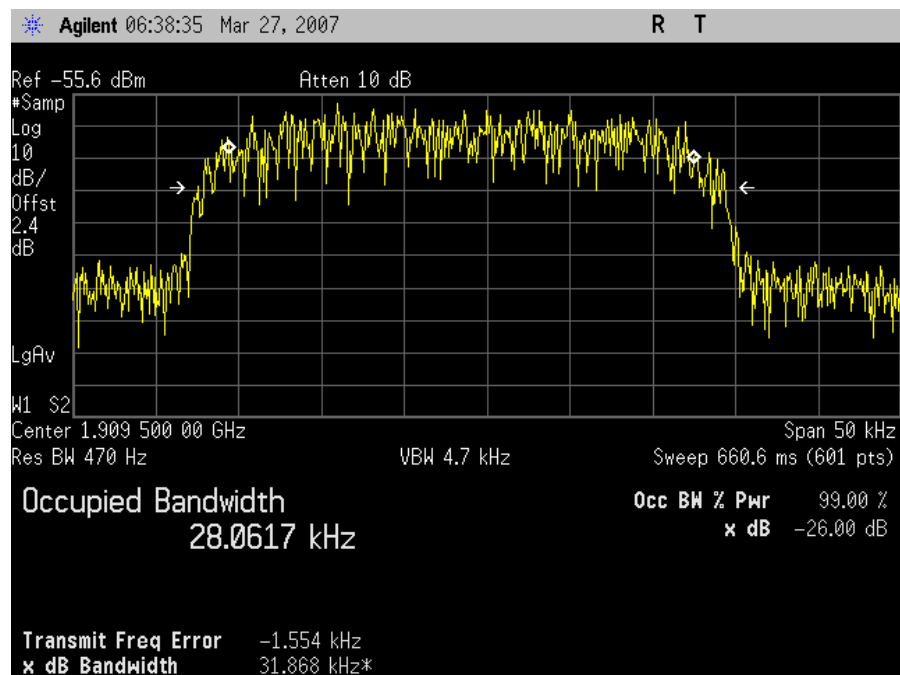 Agilent 06:38:35 Mar 27, 2007 R T
Ref -55.6 dBm Atten 10 dB
#Samp
Log
10
dB/
Offst
2.4
dB
LgAv
W1 S2
Center 1.909 500 00 GHz Span 50 kHz
Res BW 470 Hz VBW 4.7 kHz Sweep 660.6 ms (601 pts)
Occupied Bandwidth Occ BW % Pwr 99.00 %
28.0617 kHz x dB -26.00 dB
Transmit Freq Error -1.554 kHz
x dB Bandwidth 31.868 kHz*